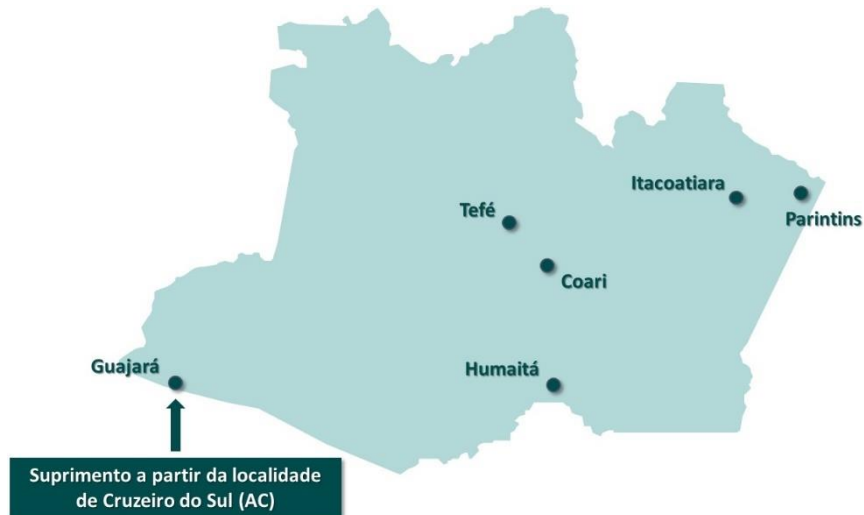 Itacoatiara
Parintins
Tefé
Coari
Guajará
Humaitá
Suprimento a partir da localidade
de Cruzeiro do Sul (AC)